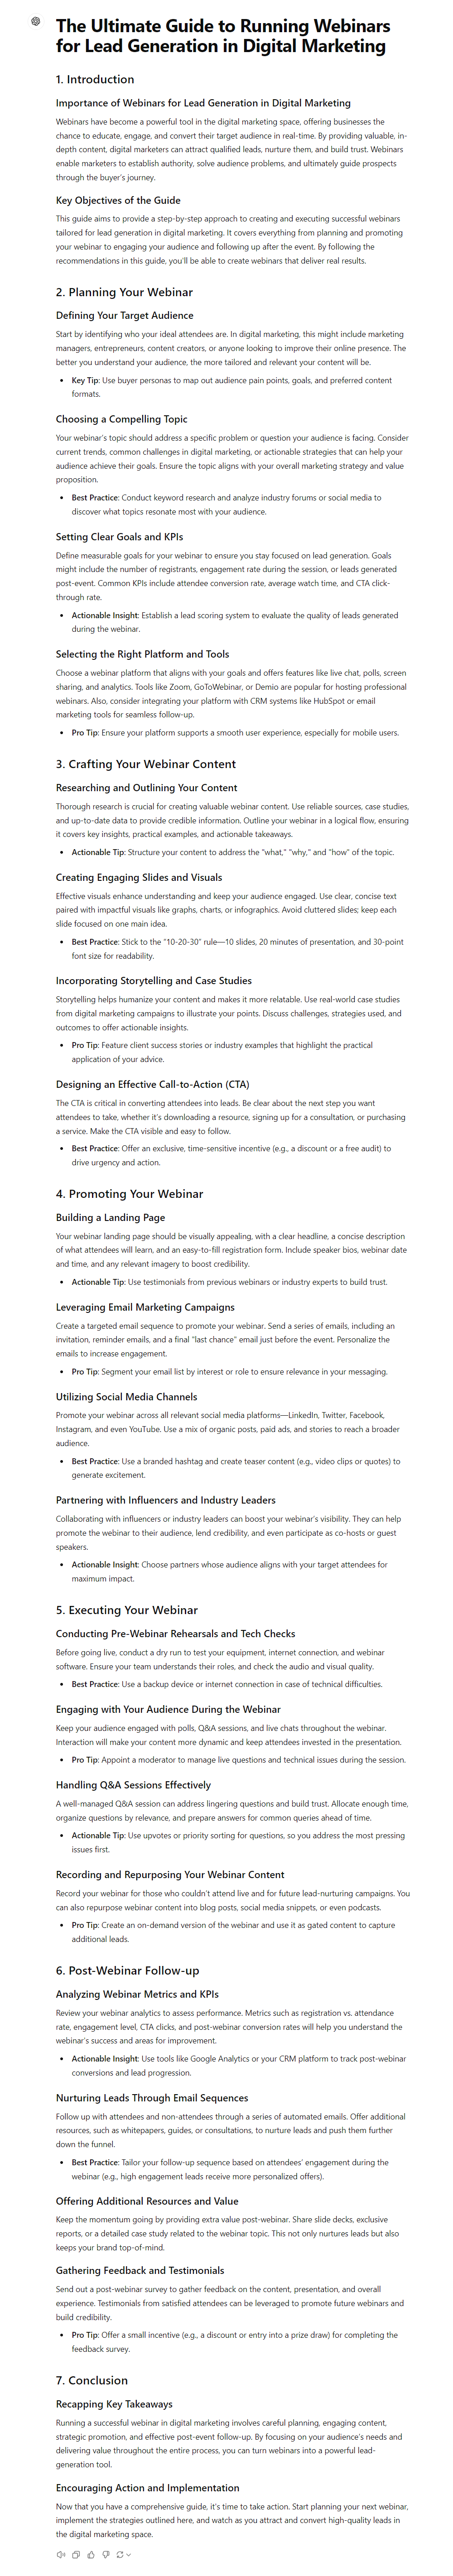 The Ultimate Guide to Running Webinars
for Lead Generation in Digital Marketing
1. Introduction
Importance of Webinars for Lead Generation in Digital Marketing
Webinars have become a powerful tool in the digital marketing space, offering businesses the
chance to educate, engage, and convert their target audience in real-time. By providing valuable, in-
depth content, digital marketers can attract qualified leads, nurture them, and build trust. Webinars
enable marketers to establish authority, solve audience problems, and ultimately guide prospects
through the buyer's journey.
Key Objectives of the Guide
This guide aims to provide a step-by-step approach to creating and executing successful webinars
tailored for lead generation in digital marketing. It covers everything from planning and promoting
your webinar to engaging your audience and following up after the event. By following the
recommendations in this guide, you'll be able to create webinars that deliver real results.
2. Planning Your Webinar
Defining Your Target Audience
Start by identifying who your ideal attendees are. In digital marketing, this might include marketing
managers, entrepreneurs, content creators, or anyone looking to improve their online presence. The
better you understand your audience, the more tailored and relevant your content will be.
• Key Tip: Use buyer personas to map out audience pain points, goals, and preferred content
formats.
Choosing a Compelling Topic
Your webinar's topic should address a specific problem or question your audience is facing. Consider
current trends, common challenges in digital marketing, or actionable strategies that can help your
audience achieve their goals. Ensure the topic aligns with your overall marketing strategy and value
proposition.
• Best Practice: Conduct keyword research and analyze industry forums or social media to
discover what topics resonate most with your audience.
Setting Clear Goals and KPIs
Define measurable goals for your webinar to ensure you stay focused on lead generation. Goals
might include the number of registrants, engagement rate during the session, or leads generated
post-event. Common KPIs include attendee conversion rate, average watch time, and CTA click-
through rate.
• Actionable Insight: Establish a lead scoring system to evaluate the quality of leads generated
during the webinar.
Selecting the Right Platform and Tools
Choose a webinar platform that aligns with your goals and offers features like live chat, polls, screen
sharing, and analytics. Tools like Zoom, GoToWebinar, or Demio are popular for hosting professional
webinars. Also, consider integrating your platform with CRM systems like HubSpot or email
marketing tools for seamless follow-up.
• Pro Tip: Ensure your platform supports a smooth user experience, especially for mobile users.
3. Crafting Your Webinar Content
Researching and Outlining Your Content
Thorough research is crucial for creating valuable webinar content. Use reliable sources, case studies,
and up-to-date data to provide credible information. Outline your webinar in a logical flow, ensuring
it covers key insights, practical examples, and actionable takeaways.
• Actionable Tip: Structure your content to address the "what," "why," and "how" of the topic.
Creating Engaging Slides and Visuals
Effective visuals enhance understanding and keep your audience engaged. Use clear, concise text
paired with impactful visuals like graphs, charts, or infographics. Avoid cluttered slides; keep each
slide focused on one main idea.
• Best Practice: Stick to the "10-20-30" rule—10 slides, 20 minutes of presentation, and 30-point
font size for readability.
Incorporating Storytelling and Case Studies
Storytelling helps humanize your content and makes it more relatable. Use real-world case studies
from digital marketing campaigns to illustrate your points. Discuss challenges, strategies used, and
outcomes to offer actionable insights.
• Pro Tip: Feature client success stories or industry examples that highlight the practical
application of your advice.
Designing an Effective Call-to-Action (CTA)
The CTA is critical in converting attendees into leads. Be clear about the next step you want
attendees to take, whether it's downloading a resource, signing up for a consultation, or purchasing
a service. Make the CTA visible and easy to follow.
• Best Practice: Offer an exclusive, time-sensitive incentive (e.g., a discount or a free audit) to
drive urgency and action.
4. Promoting Your Webinar
Building a Landing Page
Your webinar landing page should be visually appealing, with a clear headline, a concise description
of what attendees will learn, and an easy-to-fill registration form. Include speaker bios, webinar date
and time, and any relevant imagery to boost credibility.
• Actionable Tip: Use testimonials from previous webinars or industry experts to build trust.
Leveraging Email Marketing Campaigns
Create a targeted email sequence to promote your webinar. Send a series of emails, including an
invitation, reminder emails, and a final "last chance" email just before the event. Personalize the
emails to increase engagement.
• Pro Tip: Segment your email list by interest or role to ensure relevance in your messaging.
Utilizing Social Media Channels
Promote your webinar across all relevant social media platforms—LinkedIn, Twitter, Facebook,
Instagram, and even YouTube. Use a mix of organic posts, paid ads, and stories to reach a broader
audience.
• Best Practice: Use a branded hashtag and create teaser content (e.g., video clips or quotes) to
generate excitement.
Partnering with Influencers and Industry Leaders
Collaborating with influencers or industry leaders can boost your webinar's visibility. They can help
promote the webinar to their audience, lend credibility, and even participate as co-hosts or guest
speakers.
• Actionable Insight: Choose partners whose audience aligns with your target attendees for
maximum impact.
5. Executing Your Webinar
Conducting Pre-Webinar Rehearsals and Tech Checks
Before going live, conduct a dry run to test your equipment, internet connection, and webinar
software. Ensure your team understands their roles, and check the audio and visual quality.
• Best Practice: Use a backup device or internet connection in case of technical difficulties.
Engaging with Your Audience During the Webinar
Keep your audience engaged with polls, Q&A sessions, and live chats throughout the webinar.
Interaction will make your content more dynamic and keep attendees invested in the presentation.
• Pro Tip: Appoint a moderator to manage live questions and technical issues during the session.
Handling Q&A Sessions Effectively
A well-managed Q&A session can address lingering questions and build trust. Allocate enough time,
organize questions by relevance, and prepare answers for common queries ahead of time.
• Actionable Tip: Use upvotes or priority sorting for questions, so you address the most pressing
issues first.
Recording and Repurposing Your Webinar Content
Record your webinar for those who couldn't attend live and for future lead-nurturing campaigns. You
can also repurpose webinar content into blog posts, social media snippets, or even podcasts.
• Pro Tip: Create an on-demand version of the webinar and use it as gated content to capture
additional leads.
6. Post-Webinar Follow-up
Analyzing Webinar Metrics and KPIs
Review your webinar analytics to assess performance. Metrics such as registration vs. attendance
rate, engagement level, CTA clicks, and post-webinar conversion rates will help you understand the
webinar's success and areas for improvement.
• Actionable Insight: Use tools like Google Analytics or your CRM platform to track post-webinar
conversions and lead progression.
Nurturing Leads Through Email Sequences
Follow up with attendees and non-attendees through a series of automated emails. Offer additional
resources, such as whitepapers, guides, or consultations, to nurture leads and push them further
down the funnel.
• Best Practice: Tailor your follow-up sequence based on attendees' engagement during the
webinar (e.g., high engagement leads receive more personalized offers).
Offering Additional Resources and Value
Keep the momentum going by providing extra value post-webinar. Share slide decks, exclusive
reports, or a detailed case study related to the webinar topic. This not only nurtures leads but also
keeps your brand top-of-mind.
Gathering Feedback and Testimonials
Send out a post-webinar survey to gather feedback on the content, presentation, and overall
experience. Testimonials from satisfied attendees can be leveraged to promote future webinars and
build credibility.
• Pro Tip: Offer a small incentive (e.g., a discount or entry into a prize draw) for completing the
feedback survey.
7. Conclusion
Recapping Key Takeaways
Running a successful webinar in digital marketing involves careful planning, engaging content,
strategic promotion, and effective post-event follow-up. By focusing on your audience's needs and
delivering value throughout the entire process, you can turn webinars into a powerful lead-
generation tool.
Encouraging Action and Implementation
Now that you have a comprehensive guide, it's time to take action. Start planning your next webinar,
implement the strategies outlined here, and watch as you attract and convert high-quality leads in
the digital marketing space.